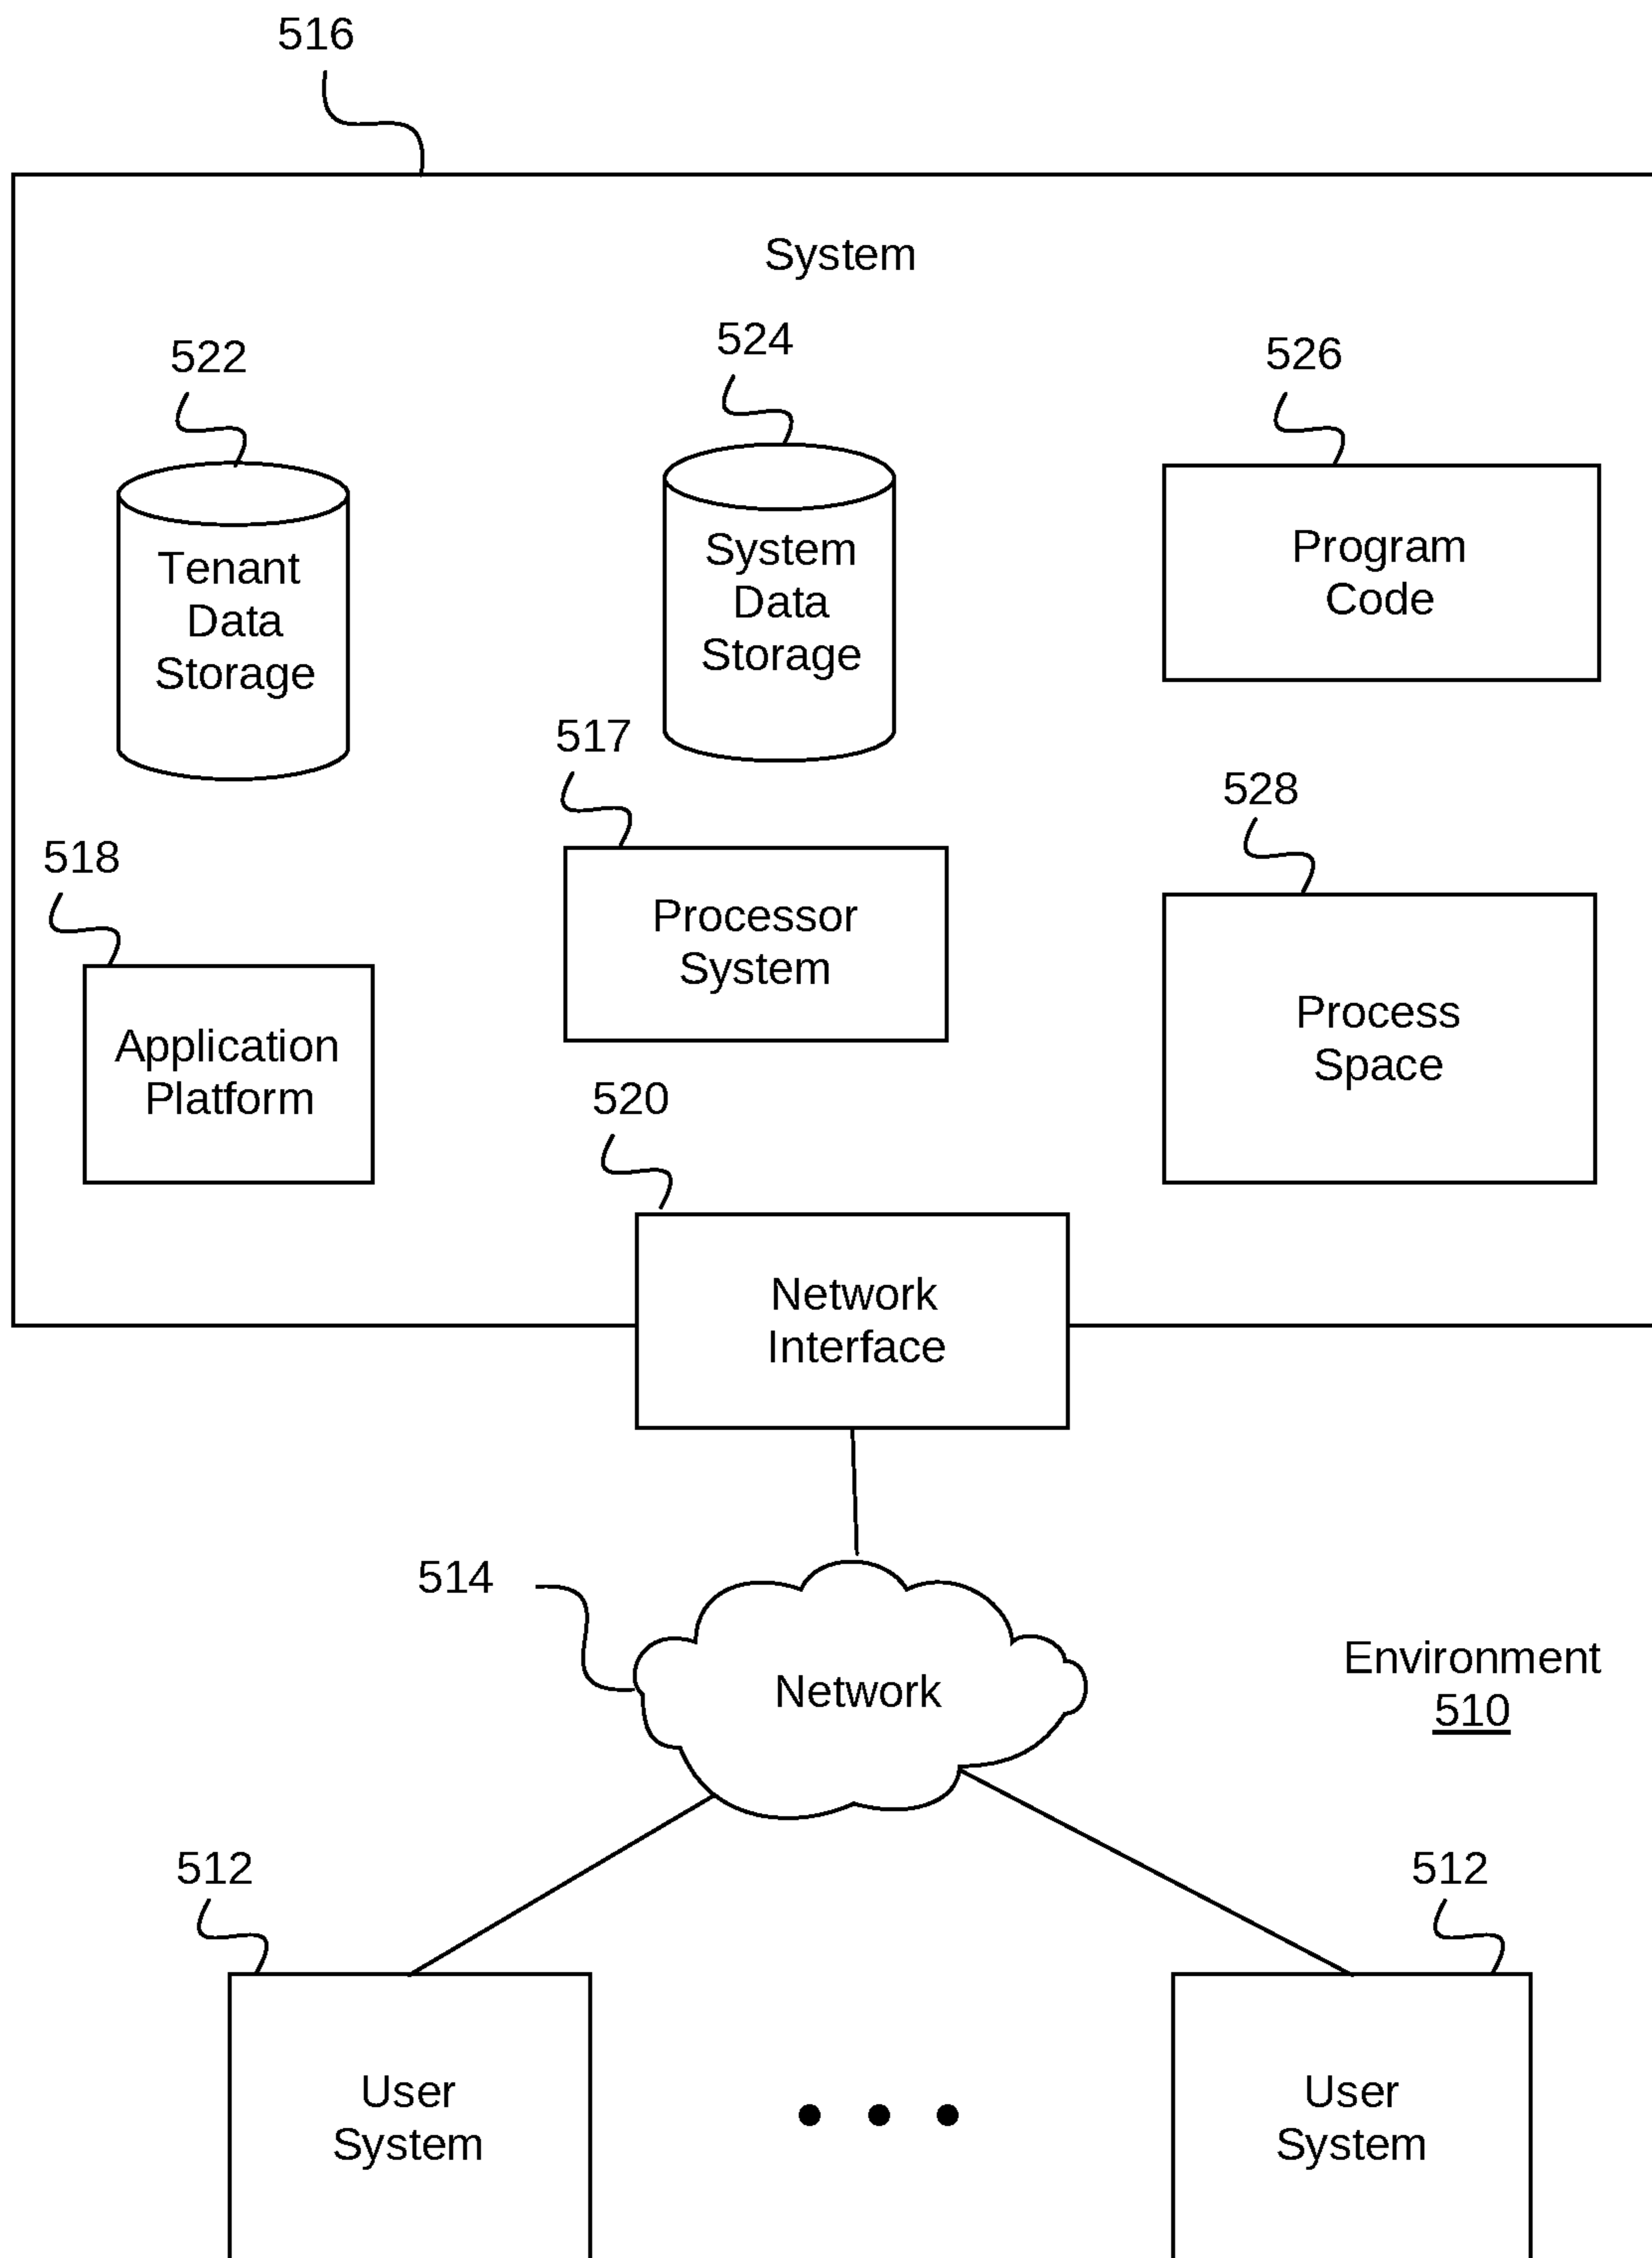 516
System
522
524
526
Tenant
Data
Storage
System
Data
Storage
Program
Code
517
528
518
Processor
System
Process
Space
Application
Platform
520
Network
Interface
514
Network
Environment
510
512
512
User
System
User
System